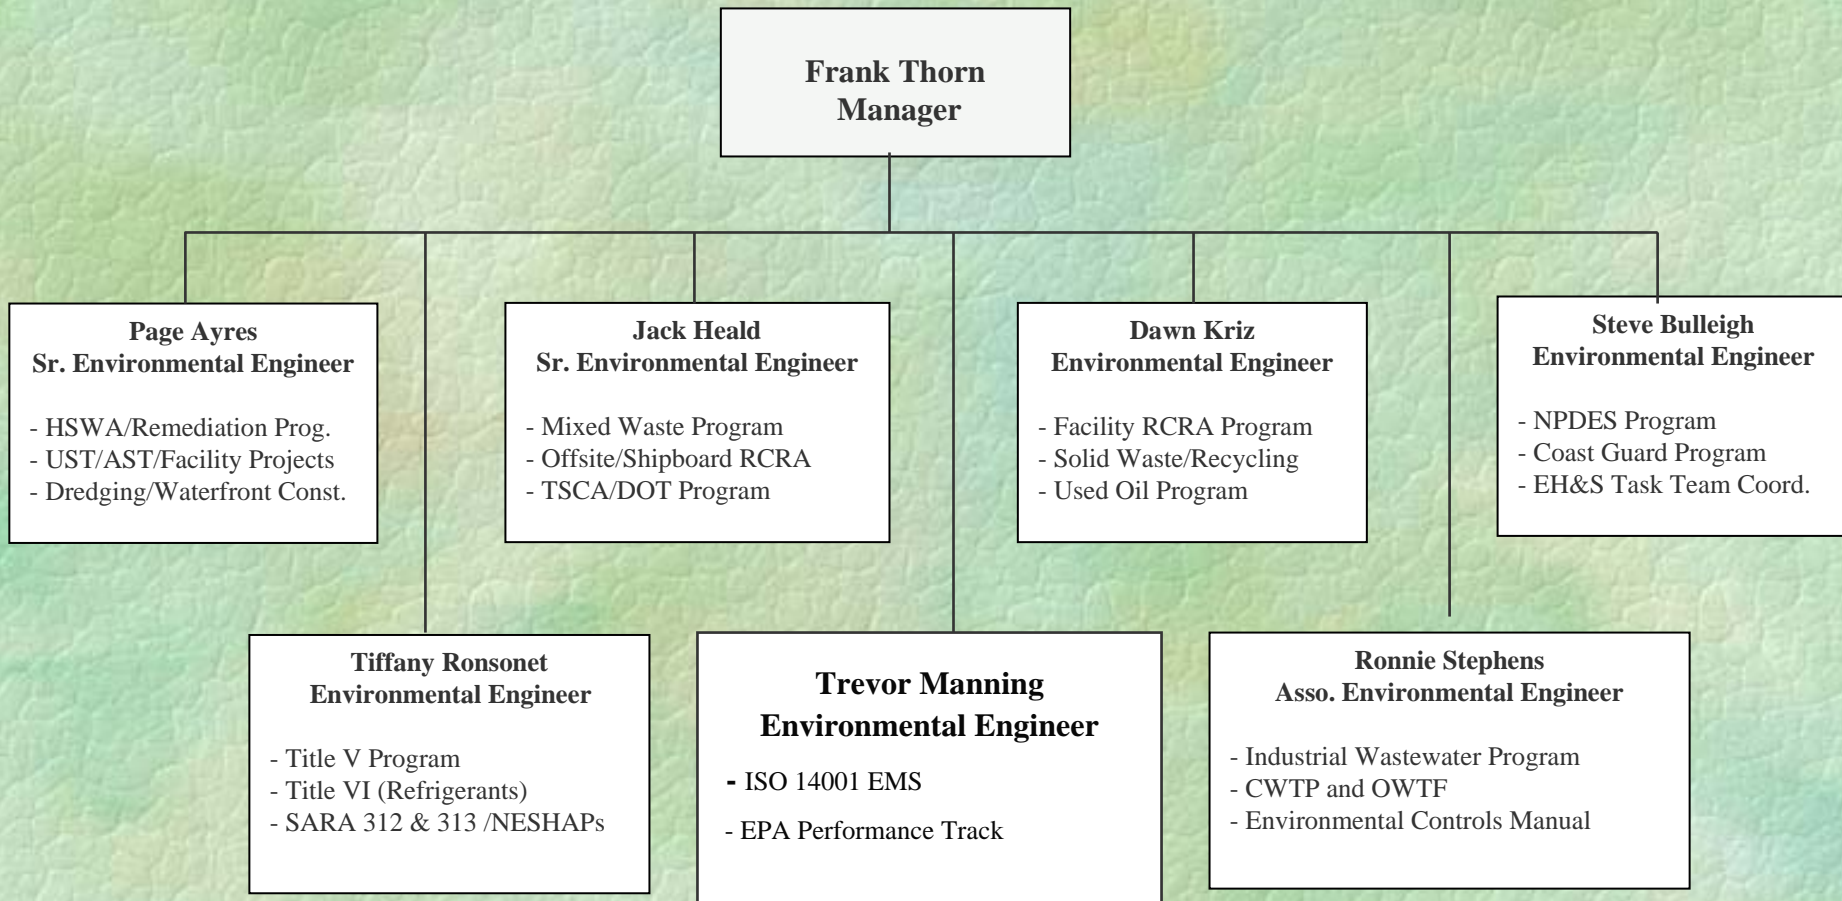 Frank Thorn
Manager
Page Ayres
Sr. Environmental Engineer
- HSWA/Remediation Prog.
- UST/AST/Facility Projects
- Dredging/Waterfront Const.
Jack Heald
Sr. Environmental Engineer
- Mixed Waste Program
- Offsite/Shipboard RCRA
- TSCA/DOT Program
Dawn Kriz
Environmental Engineer
- Facility RCRA Program
- Solid Waste/Recycling
- Used Oil Program
Steve Bulleigh
Environmental Engineer
- NPDES Program
- Coast Guard Program
- EH&S Task Team Coord.
Tiffany Ronsonet
Environmental Engineer
- Title V Program
- Title VI (Refrigerants)
- SARA 312 & 313 /NESHAPs
Trevor Manning
Environmental Engineer
- ISO 14001 EMS
- EPA Performance Track
Ronnie Stephens
Asso. Environmental Engineer
- Industrial Wastewater Program
- CWTP and OWTF
- Environmental Controls Manual